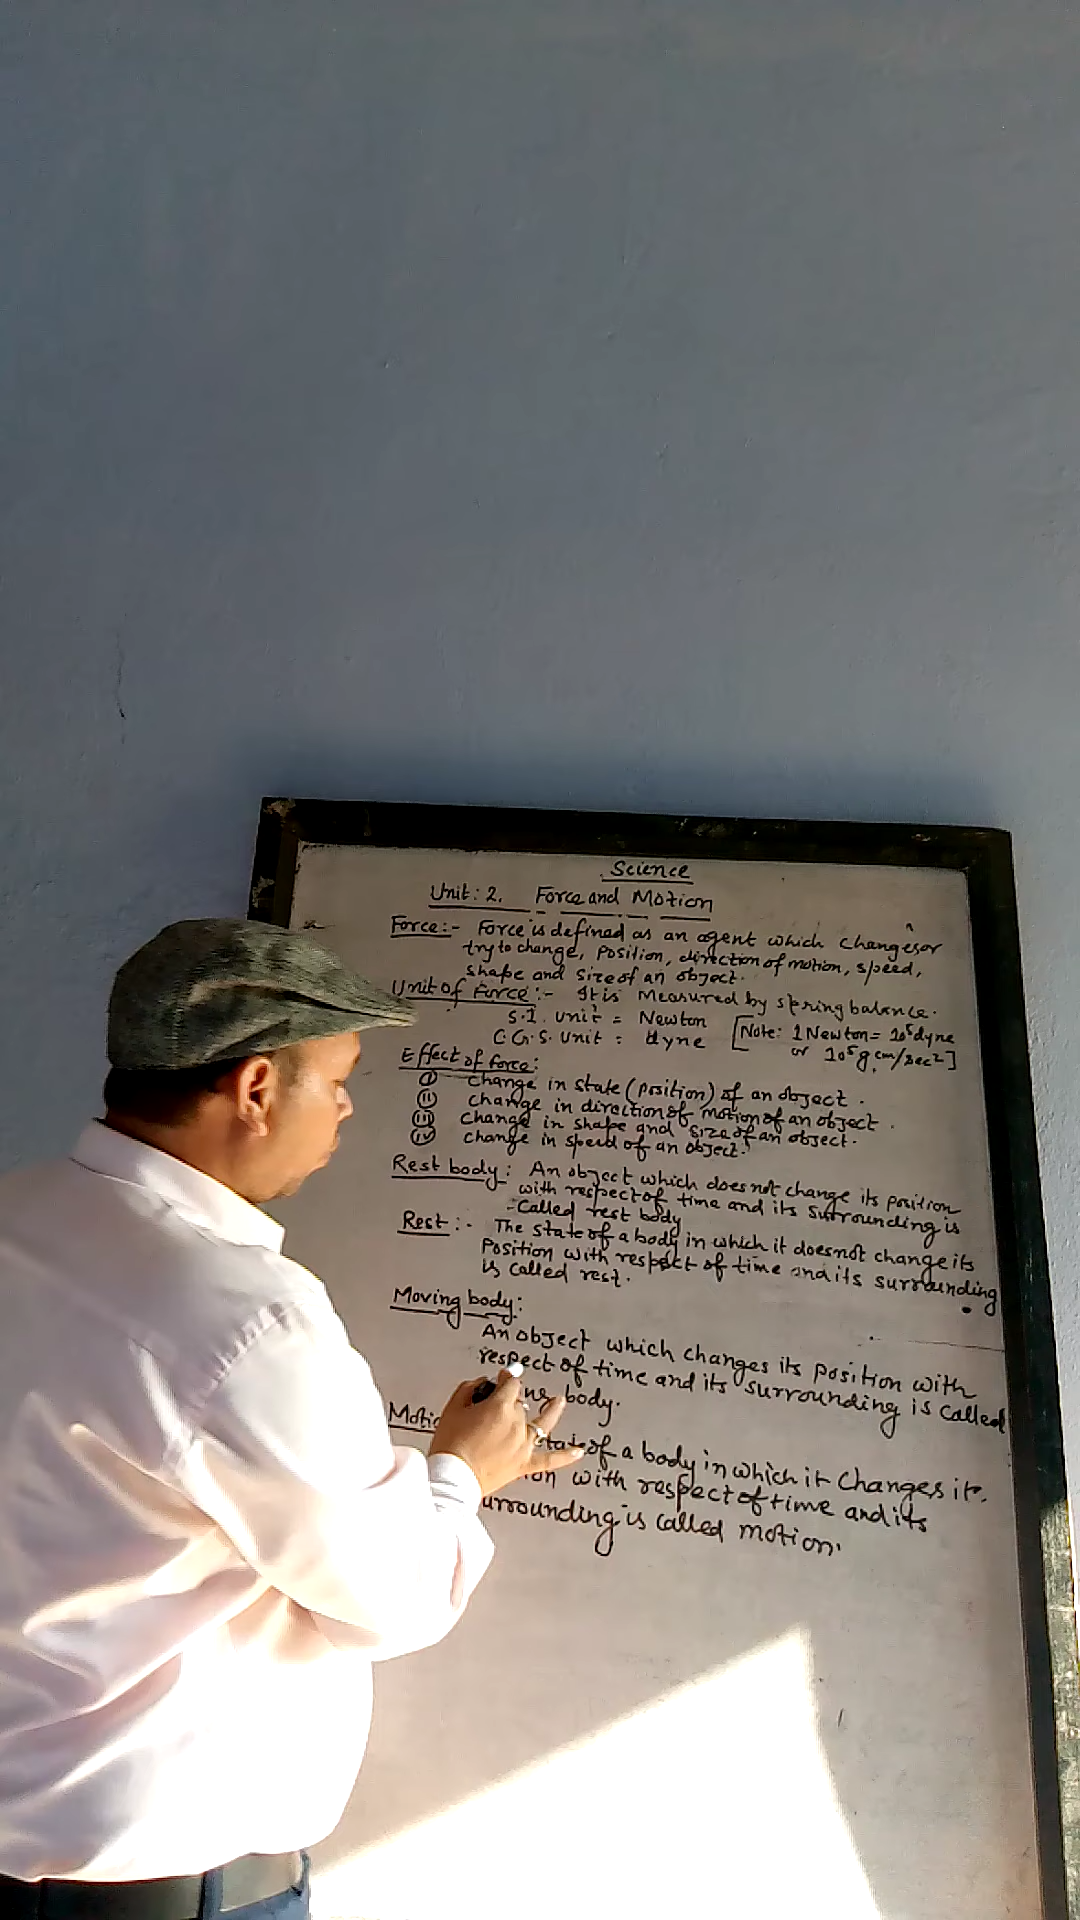 Science
Unit: 2. Force and Motion
Force:- Force is defined as an agent which changes or
try to change, position, direction of motion, speed,
shape and size of an object.
Unit of Force:- It is Measured by spring balance.
S.I. unit = Newton [Note: 1 Newton = 10⁵ dyne
C.G.S. unit = dyne or 10⁵ g cm/sec²]
Effect of force:
(i) change in state (position) of an object.
(ii) change in direction of motion of an object.
(iii) change in shape and size of an object.
(iv) change in speed of an object.
Rest body: An object which does not change its position
with respect of time and its surrounding is
called rest body
Rest:- The state of a body in which it does not change its
Position with respect of time and its surrounding
is called rest.
Moving body:
An object which changes its position with
respect of time and its surrounding is called
body.
of a body in which it changes it.
with respect of time and its
urrounding is called motion.